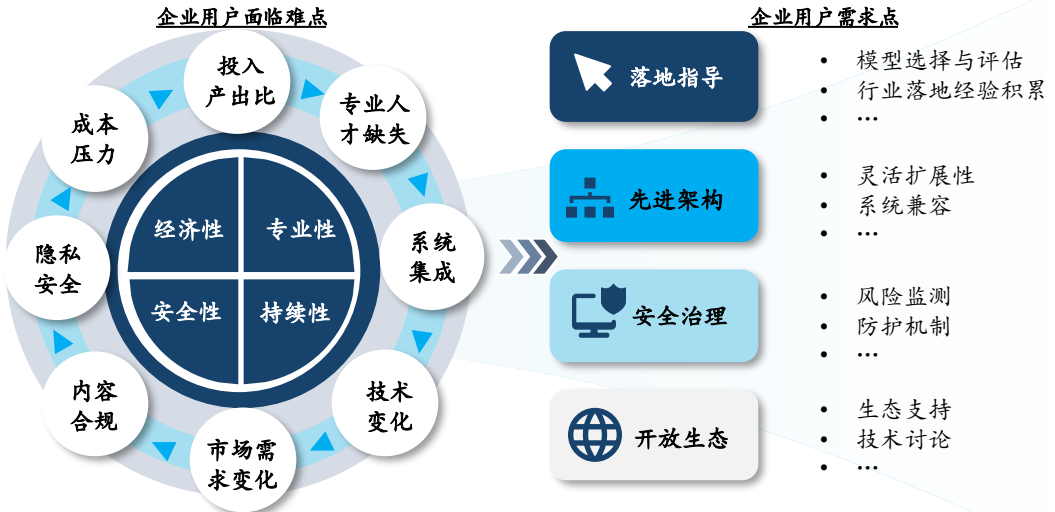 企业用户面临难点
投入
产出比
专业人
才缺失
系统
集成
技术
变化
市场需
求变化
内容
合规
隐私
安全
成本
压力
经济性
专业性
安全性
持续性
企业用户需求点
落地指导
• 模型选择与评估
• 行业落地经验积累
• …
先进架构
• 灵活扩展性
• 系统兼容
• …
安全治理
• 风险监测
• 防护机制
• …
开放生态
• 生态支持
• 技术讨论
• …